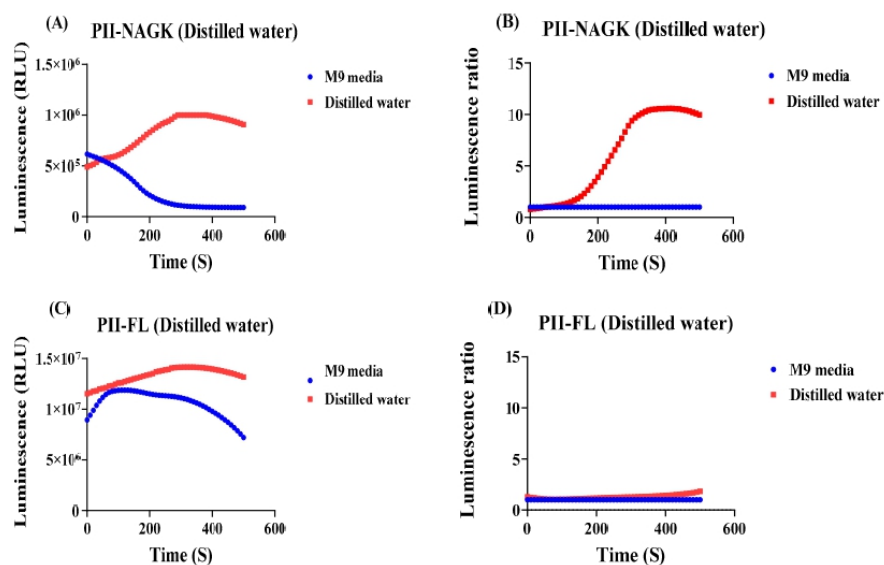 (A)
PII-NAGK (Distilled water)
Luminescence (RLU)
1.5×10⁶
1×10⁶
5×10⁵
0
0 200 400 600
Time (S)
M9 media
Distilled water
(B)
PII-NAGK (Distilled water)
Luminescence ratio
15
10
5
0
0 200 400 600
Time (S)
M9 media
Distilled water
(C)
PII-FL (Distilled water)
Luminescence (RLU)
1.5×10⁷
1×10⁷
5×10⁶
0
0 200 400 600
Time (S)
M9 media
Distilled water
(D)
PII-FL (Distilled water)
Luminescence ratio
15
10
5
0
0 200 400 600
Time (S)
M9 media
Distilled water